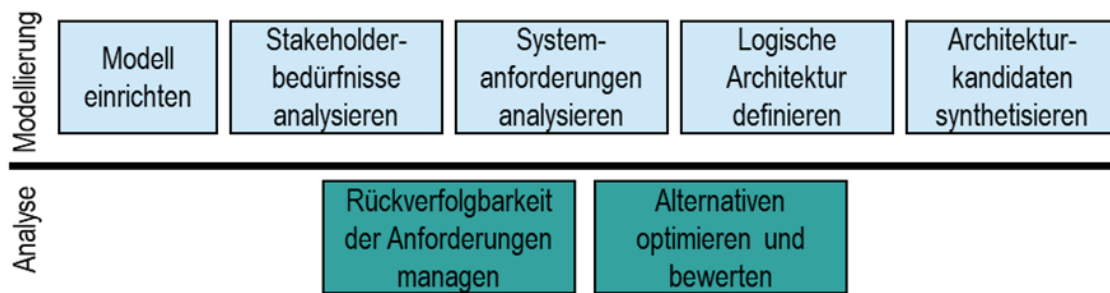 Modellierung
Modell
einrichten
Stakeholder-
bedürfnisse
analysieren
System-
anforderungen
analysieren
Logische
Architektur
definieren
Architektur-
kandidaten
synthetisieren
Analyse
Rückverfolgbarkeit
der Anforderungen
managen
Alternativen
optimieren und
bewerten